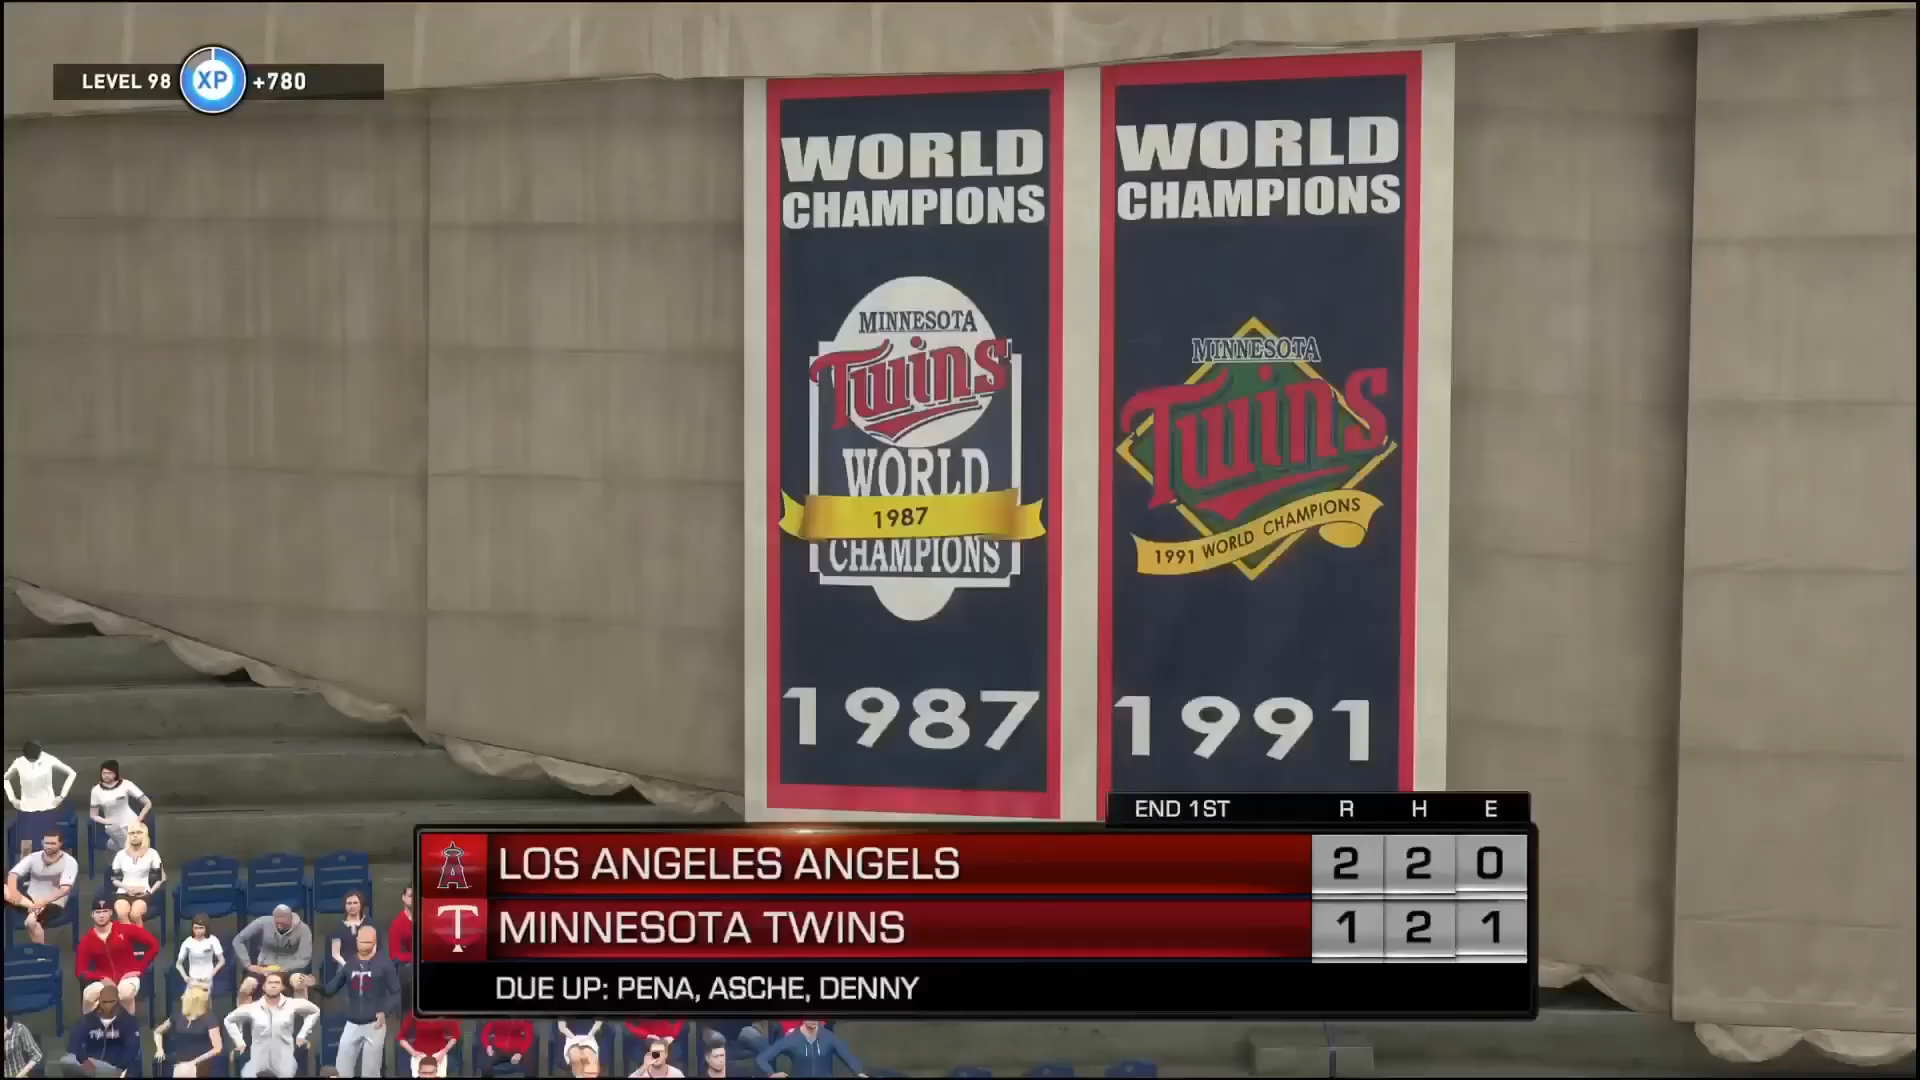 LEVEL 98 XP +780
WORLD
CHAMPIONS
MINNESOTA
Twins
WORLD
1987
CHAMPIONS
1987
WORLD
CHAMPIONS
MINNESOTA
Twins
1991 WORLD CHAMPIONS
1991
END 1ST R H E
A LOS ANGELES ANGELS 2 2 0
T MINNESOTA TWINS 1 2 1
DUE UP: PENA, ASCHE, DENNY